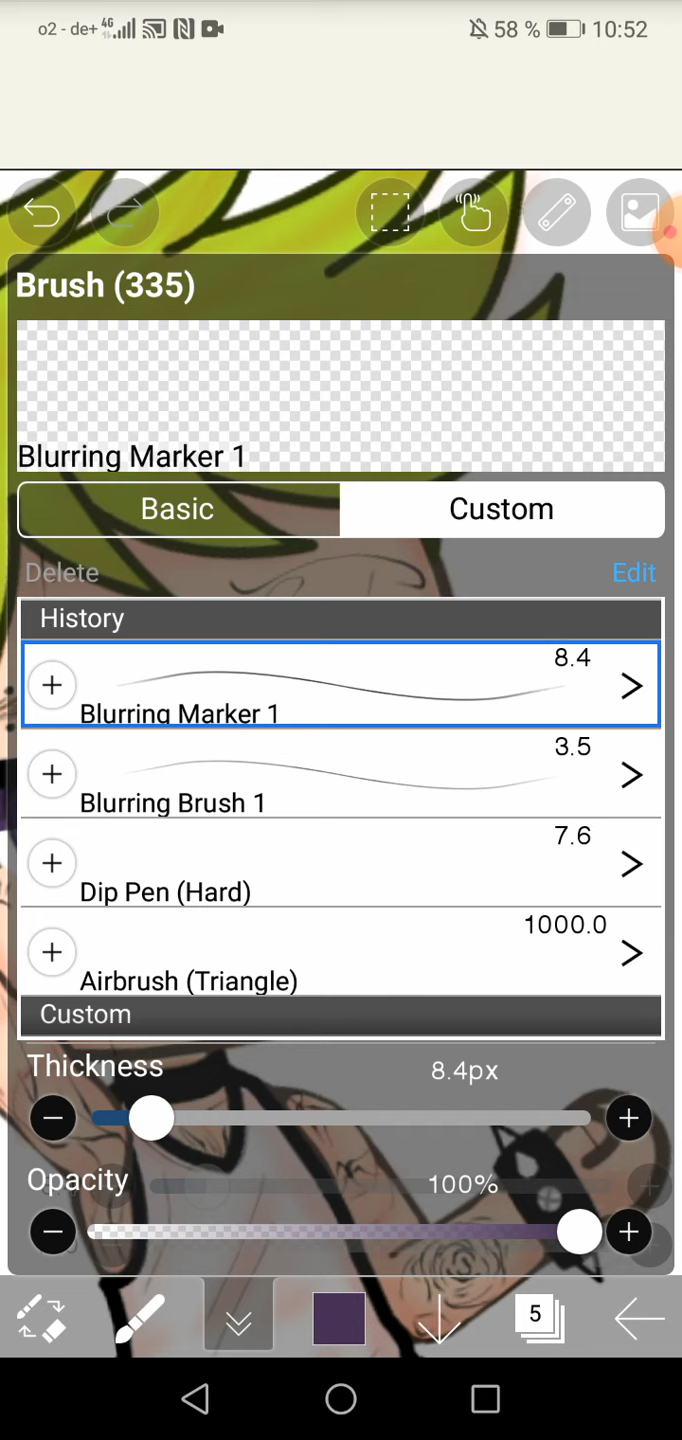 o2 - de+ 4G 58 % 10:52
Brush (335)
Blurring Marker 1
Basic Custom
Delete Edit
History
8.4
Blurring Marker 1
3.5
Blurring Brush 1
7.6
Dip Pen (Hard)
1000.0
Airbrush (Triangle)
Custom
Thickness 8.4px
Opacity 100%
5